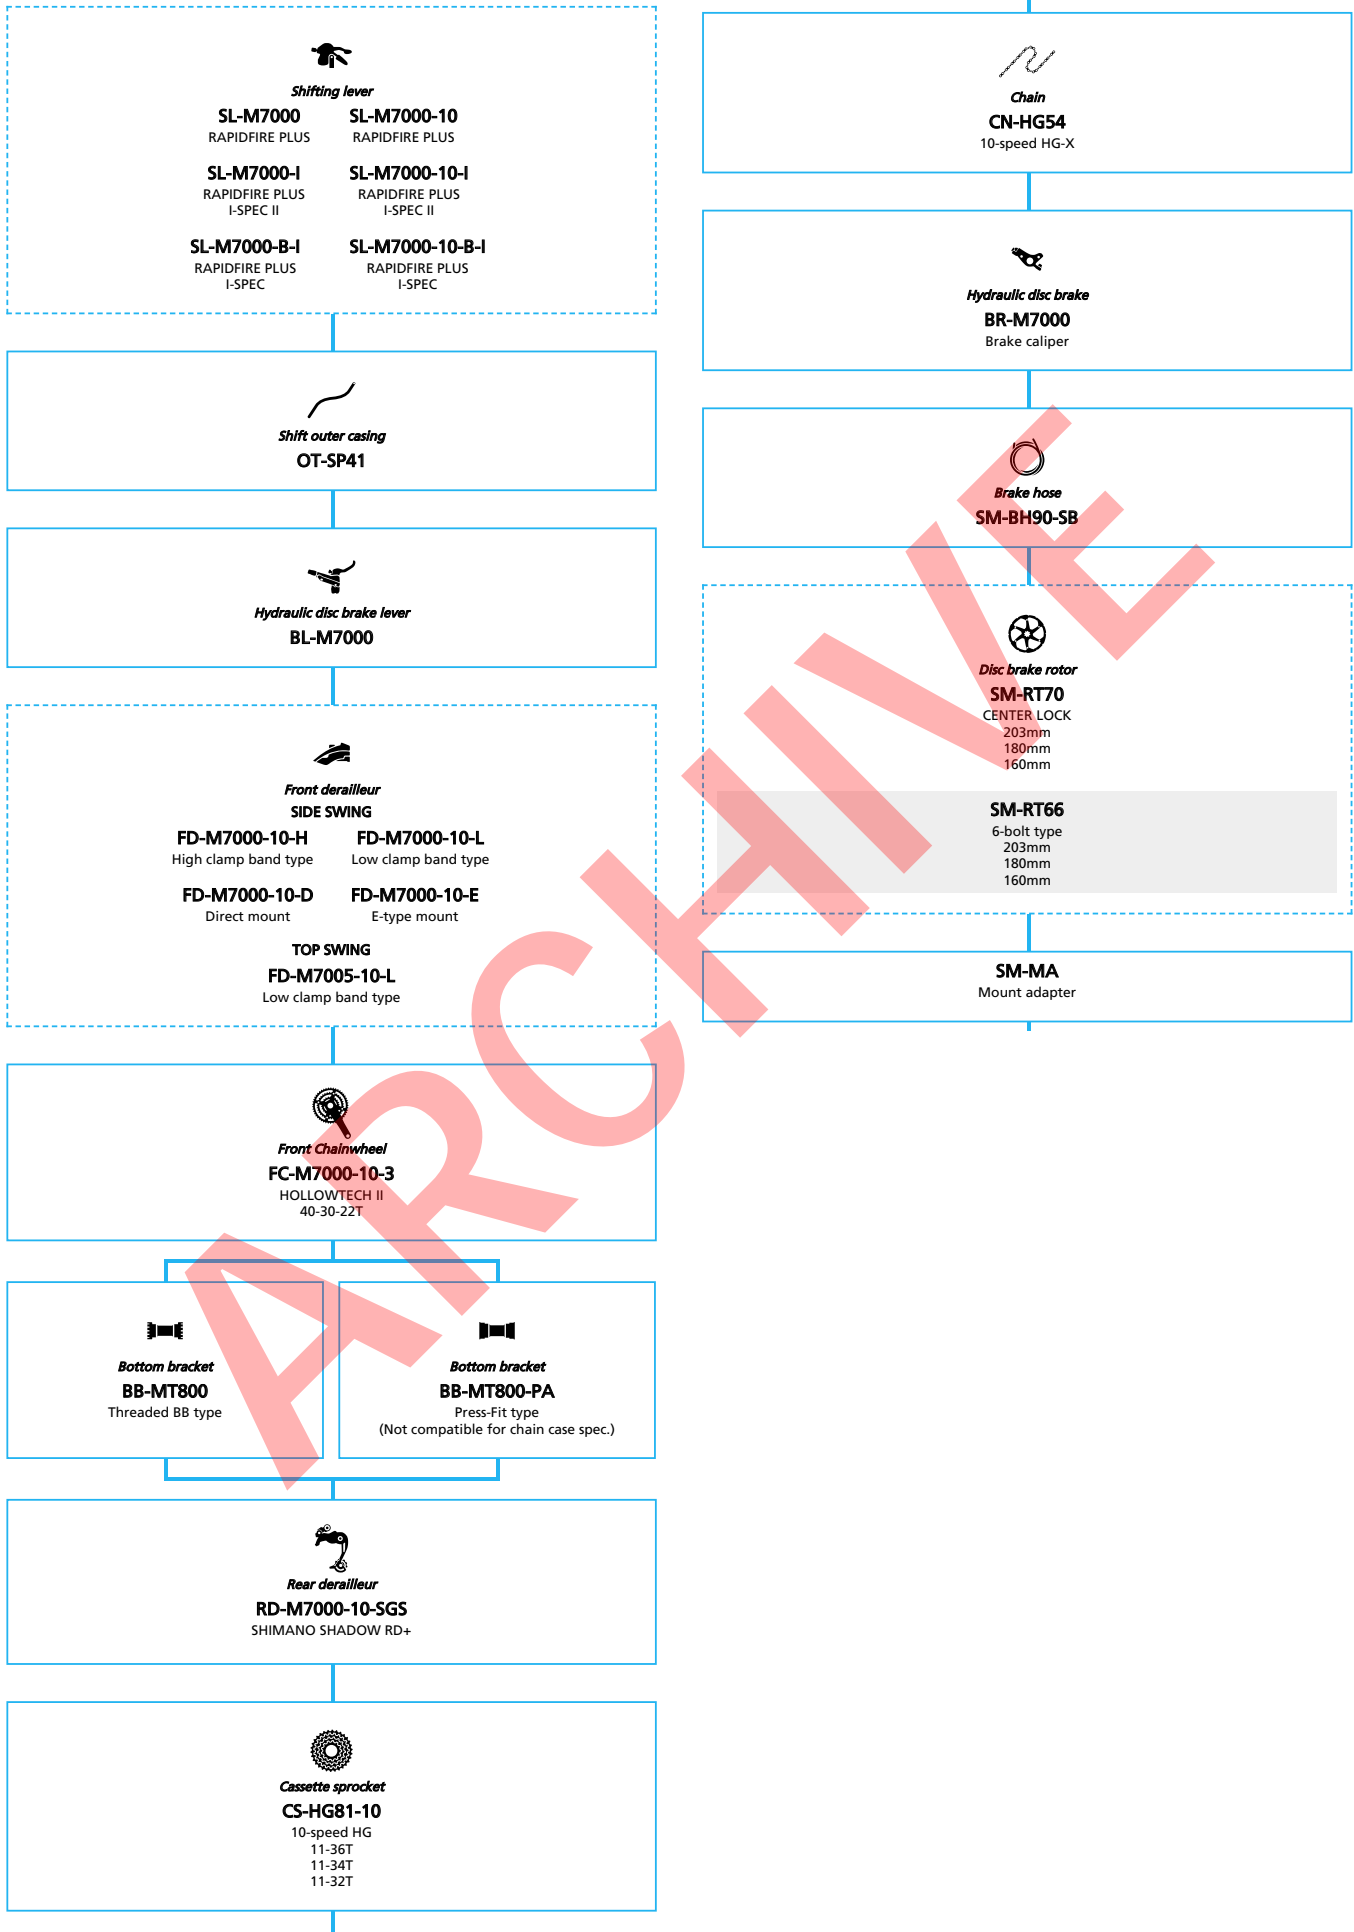 Shifting lever
SL-M7000 SL-M7000-10
RAPIDFIRE PLUS RAPIDFIRE PLUS
SL-M7000-I SL-M7000-10-I
RAPIDFIRE PLUS RAPIDFIRE PLUS
I-SPEC II I-SPEC II
SL-M7000-B-I SL-M7000-10-B-I
RAPIDFIRE PLUS RAPIDFIRE PLUS
I-SPEC I-SPEC
Shift outer casing
OT-SP41
Hydraulic disc brake lever
BL-M7000
Front derailleur
SIDE SWING
FD-M7000-10-H FD-M7000-10-L
High clamp band type Low clamp band type
FD-M7000-10-D FD-M7000-10-E
Direct mount E-type mount
TOP SWING
FD-M7005-10-L
Low clamp band type
Front Chainwheel
FC-M7000-10-3
HOLLOWTECH II
40-30-22T
Bottom bracket
BB-MT800
Threaded BB type
Bottom bracket
BB-MT800-PA
Press-Fit type
(Not compatible for chain case spec.)
Rear derailleur
RD-M7000-10-SGS
SHIMANO SHADOW RD+
Cassette sprocket
CS-HG81-10
10-speed HG
11-36T
11-34T
11-32T
Chain
CN-HG54
10-speed HG-X
Hydraulic disc brake
BR-M7000
Brake caliper
Brake hose
SM-BH90-SB
Disc brake rotor
SM-RT70
CENTER LOCK
203mm
180mm
160mm
SM-RT66
6-bolt type
203mm
180mm
160mm
SM-MA
Mount adapter
ARCHIVE